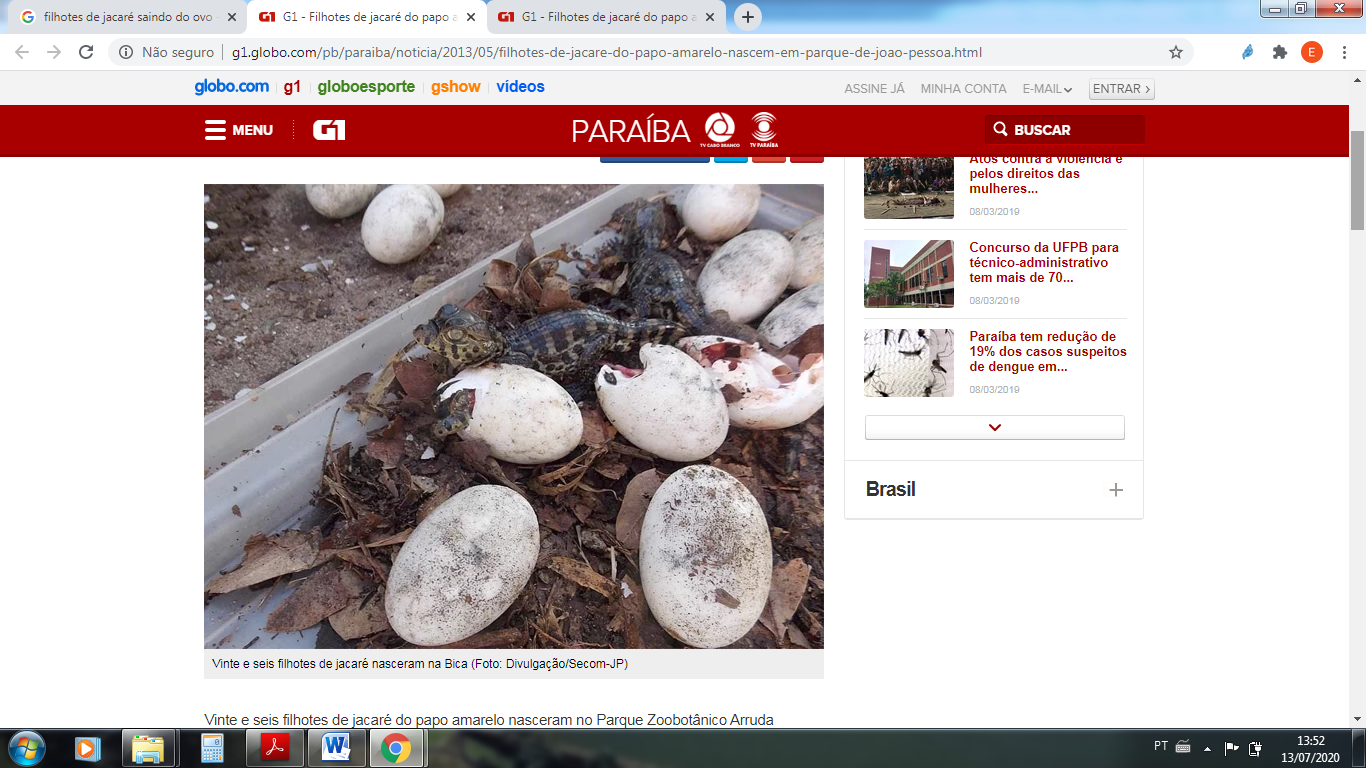 filhotes de jacaré saindo do ovo
G1 - Filhotes de jacaré do papo a
G1 - Filhotes de jacaré do papo a
Não seguro
g1.globo.com/pb/paraiba/noticia/2013/05/filhotes-de-jacare-do-papo-amarelo-nascem-em-parque-de-joao-pessoa.html
E
globo.com g1 globoesporte gshow vídeos
ASSINE JÁ MINHA CONTA E-MAIL ENTRAR
MENU G1 PARAÍBA
TV CABO BRANCO TV PARAÍBA
BUSCAR
Atos contra a violência e
pelos direitos das
mulheres...
08/03/2019
Concurso da UFPB para
técnico-administrativo
tem mais de 70...
08/03/2019
Paraíba tem redução de
19% dos casos suspeitos
de dengue em...
08/03/2019
Brasil
Vinte e seis filhotes de jacaré nasceram na Bica (Foto: Divulgação/Secom-JP)
Vinte e seis filhotes de jacaré do papo amarelo nasceram no Parque Zoobotânico Arruda
PT
13:52
13/07/2020